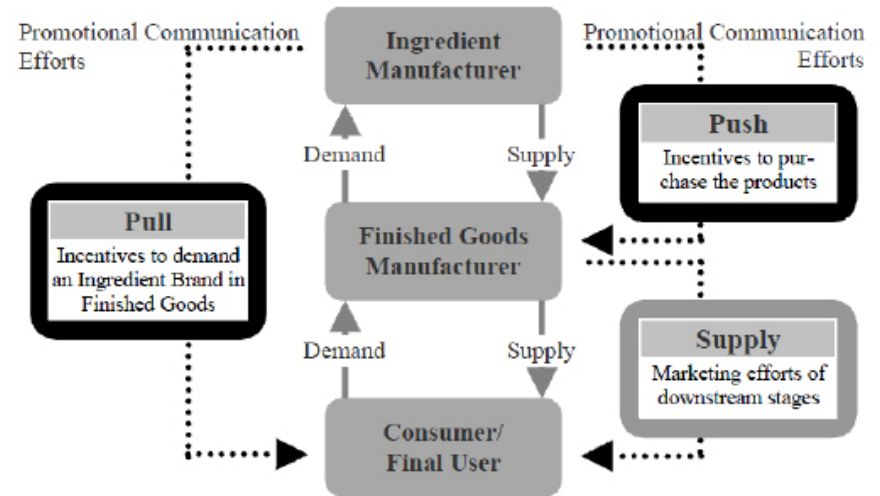 Promotional Communication
Efforts
Ingredient
Manufacturer
Promotional Communication
Efforts
Push
Incentives to pur-
chase the products
Demand
Supply
Pull
Incentives to demand
an Ingredient Brand in
Finished Goods
Finished Goods
Manufacturer
Demand
Supply
Supply
Marketing efforts of
downstream stages
Consumer/
Final User